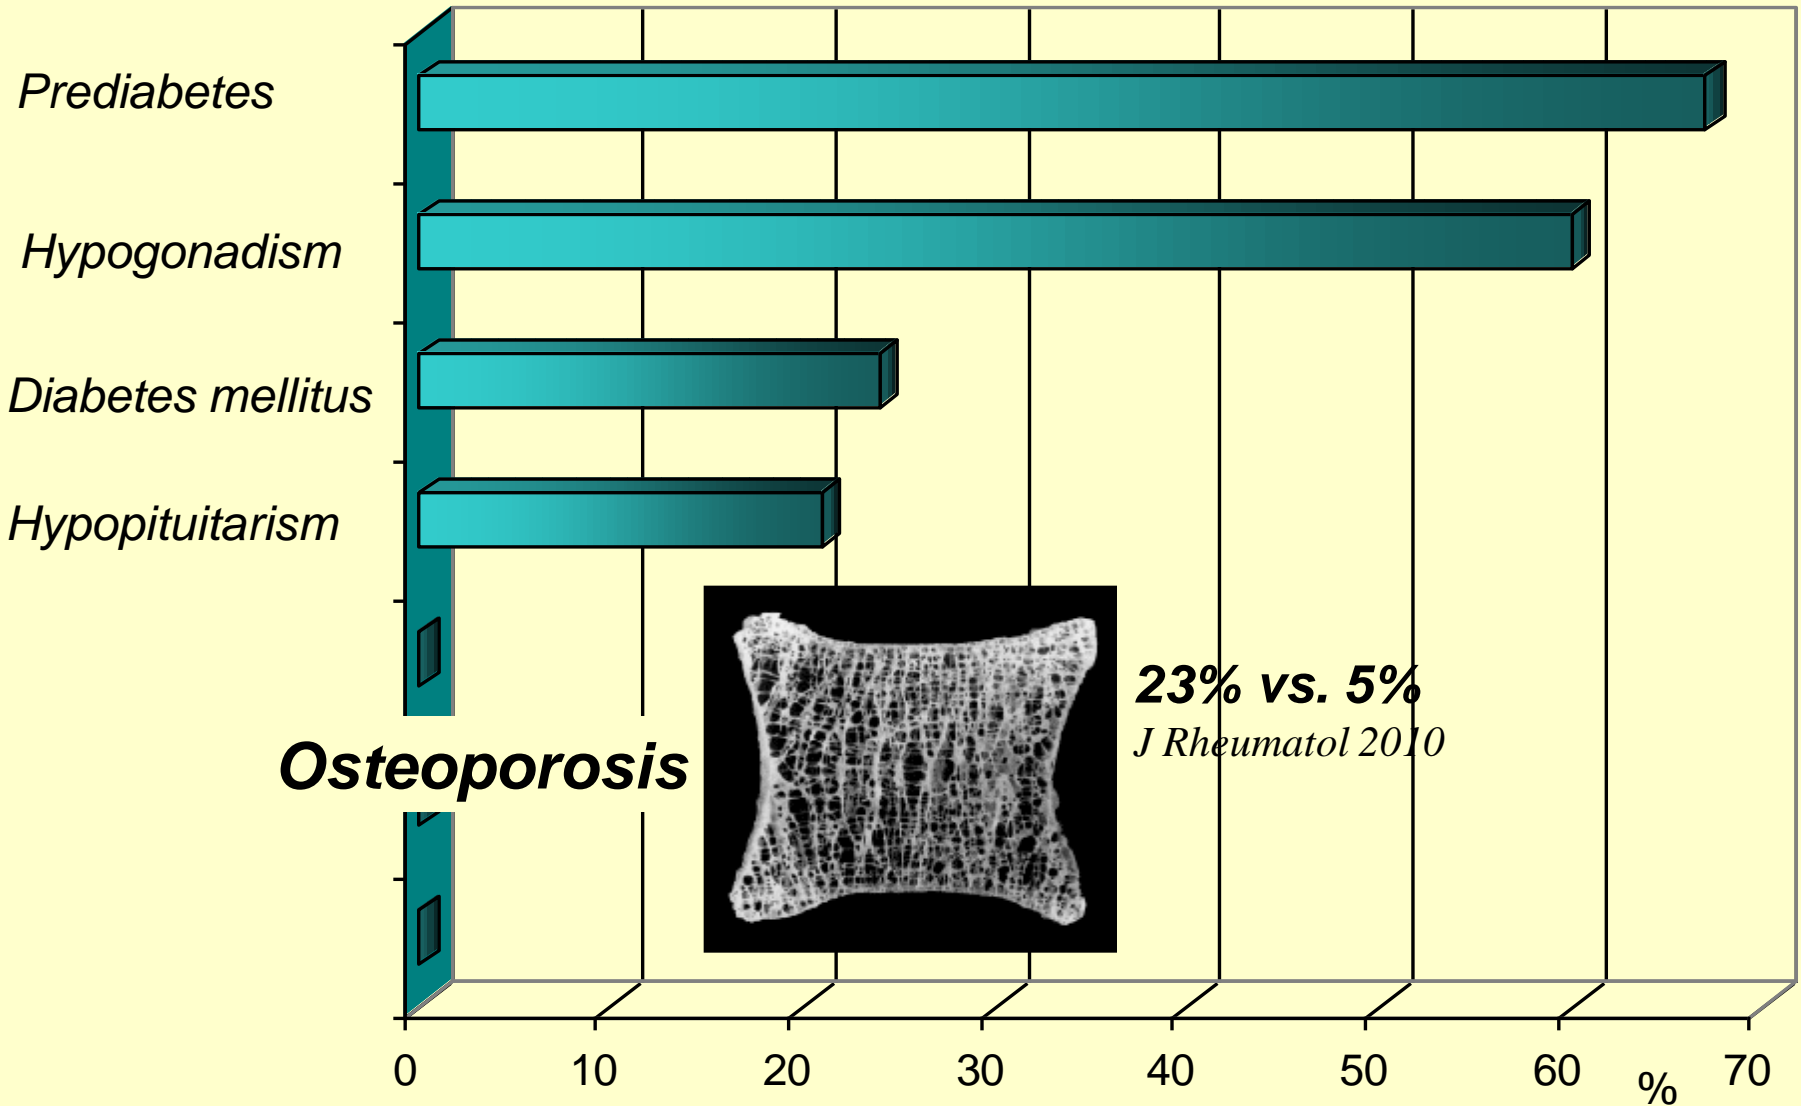 Prediabetes
Hypogonadism
Diabetes mellitus
Hypopituitarism
Osteoporosis
23% vs. 5%
J Rheumatol 2010
0 10 20 30 40 50 60 % 70